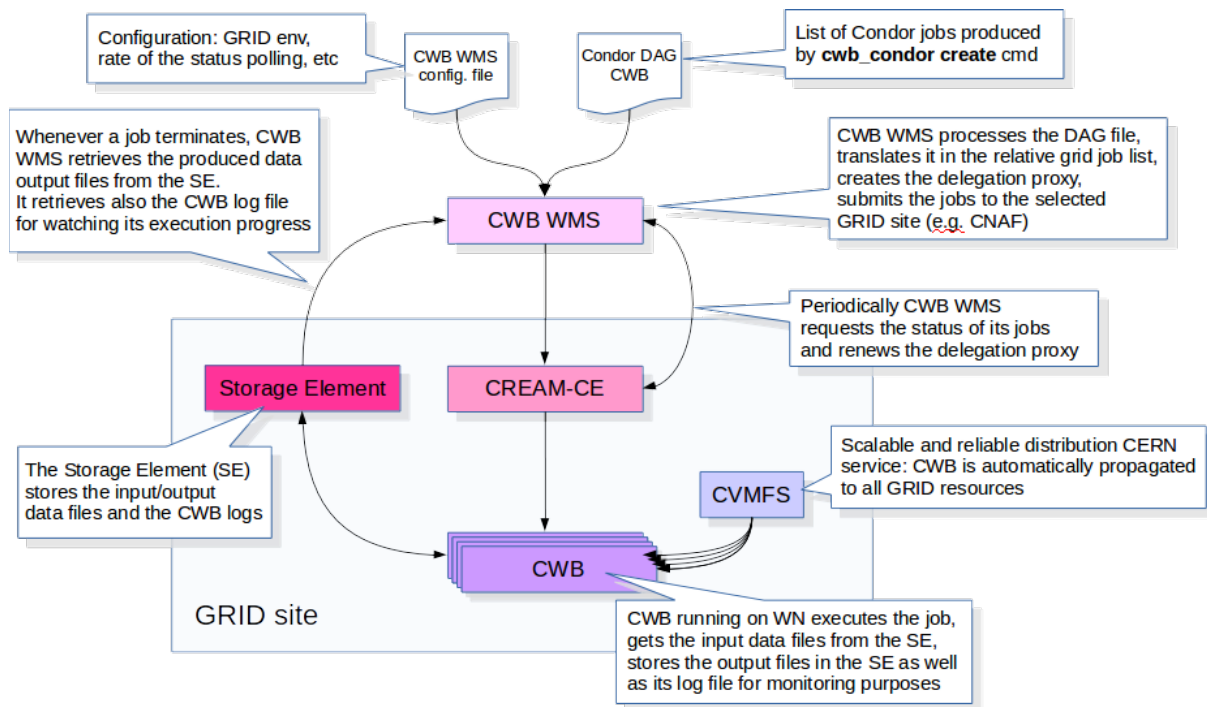 Configuration: GRID env,
rate of the status polling, etc
CWB WMS
config. file
Condor DAG
CWB
List of Condor jobs produced
by cwb_condor create cmd
Whenever a job terminates, CWB
WMS retrieves the produced data
output files from the SE.
It retrieves also the CWB log file
for watching its execution progress
CWB WMS processes the DAG file,
translates it in the relative grid job list,
creates the delegation proxy,
submits the jobs to the selected
GRID site (e.g. CNAF)
CWB WMS
Periodically CWB WMS
requests the status of its jobs
and renews the delegation proxy
Storage Element
CREAM-CE
The Storage Element (SE)
stores the input/output
data files and the CWB logs
Scalable and reliable distribution CERN
service: CWB is automatically propagated
to all GRID resources
CVMFS
CWB
GRID site
CWB running on WN executes the job,
gets the input data files from the SE,
stores the output files in the SE as well
as its log file for monitoring purposes